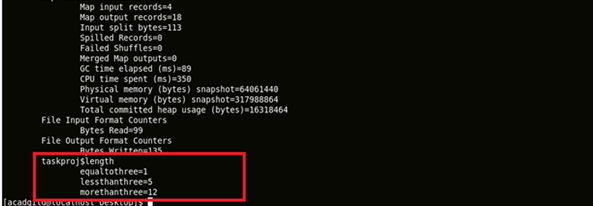 Map input records=4
Map output records=18
Input split bytes=113
Spilled Records=0
Failed Shuffles=0
Merged Map outputs=0
GC time elapsed (ms)=89
CPU time spent (ms)=350
Physical memory (bytes) snapshot=64061440
Virtual memory (bytes) snapshot=317988864
Total committed heap usage (bytes)=16318464
File Input Format Counters
Bytes Read=99
File Output Format Counters
Bytes Written=135
taskproj$length
equaltothree=1
lessthanthree=5
morethanthree=12
[acadgild@localhost Desktop]$